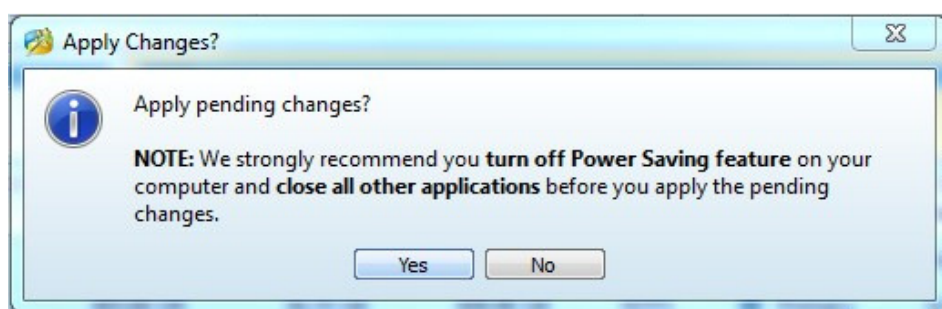 Apply Changes?
Apply pending changes?
NOTE: We strongly recommend you turn off Power Saving feature on your
computer and close all other applications before you apply the pending
changes.
Yes No